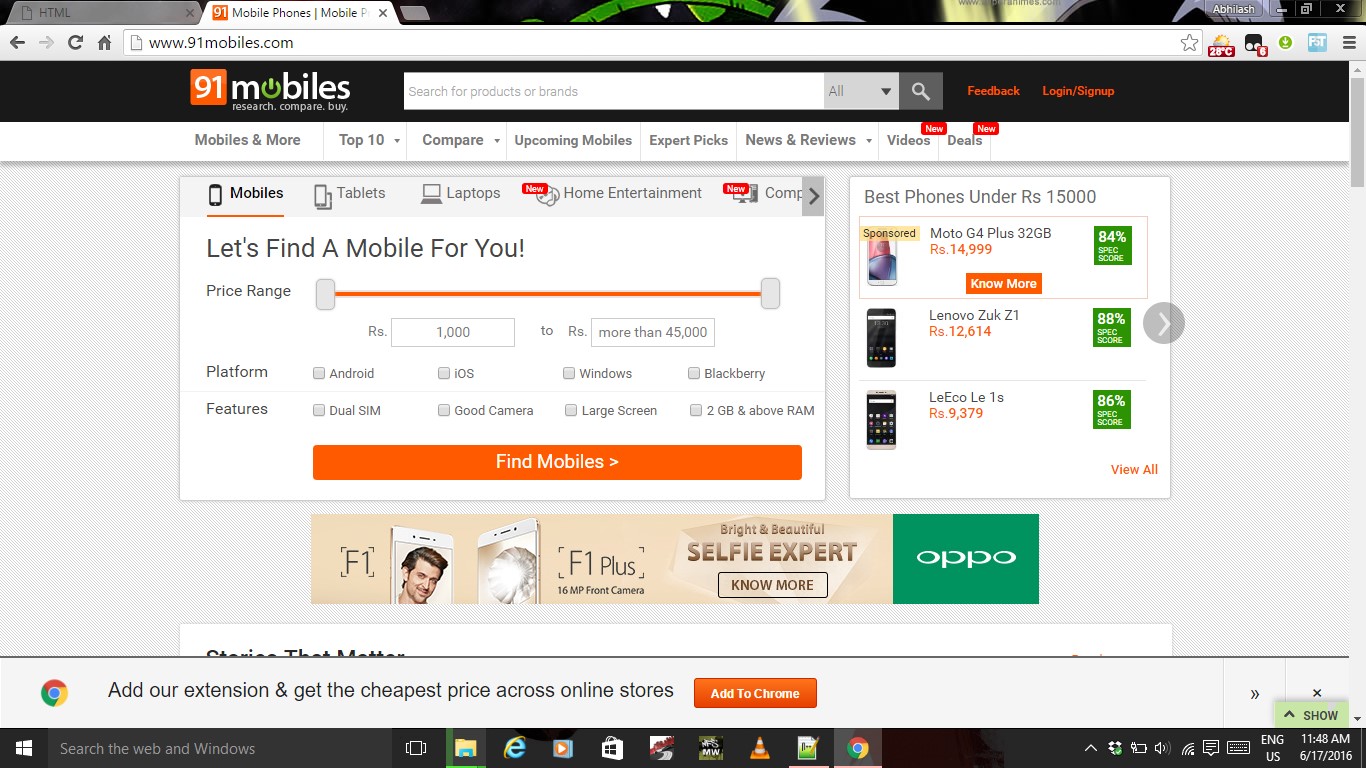 HTML
91 Mobile Phones | Mobile P
Abhilash
www.91mobiles.com
28°C
6
91 mobiles
research. compare. buy.
Search for products or brands
All
Feedback
Login/Signup
Mobiles & More
Top 10
Compare
Upcoming Mobiles
Expert Picks
News & Reviews
Videos
New
Deals
New
Mobiles
Tablets
Laptops
New
Home Entertainment
New
Comp
Let's Find A Mobile For You!
Price Range
Rs. 1,000 to Rs. more than 45,000
Platform
Android
iOS
Windows
Blackberry
Features
Dual SIM
Good Camera
Large Screen
2 GB & above RAM
Find Mobiles >
Best Phones Under Rs 15000
Sponsored
Moto G4 Plus 32GB
Rs.14,999
84%
SPEC
SCORE
Know More
Lenovo Zuk Z1
Rs.12,614
88%
SPEC
SCORE
LeEco Le 1s
Rs.9,379
86%
SPEC
SCORE
View All
F1
F1 Plus
16 MP Front Camera
Bright & Beautiful
SELFIE EXPERT
KNOW MORE
oppo
Stories That Matter
Add our extension & get the cheapest price across online stores
Add To Chrome
»
×
SHOW
Search the web and Windows
MW
ENG
US
11:48 AM
6/17/2016